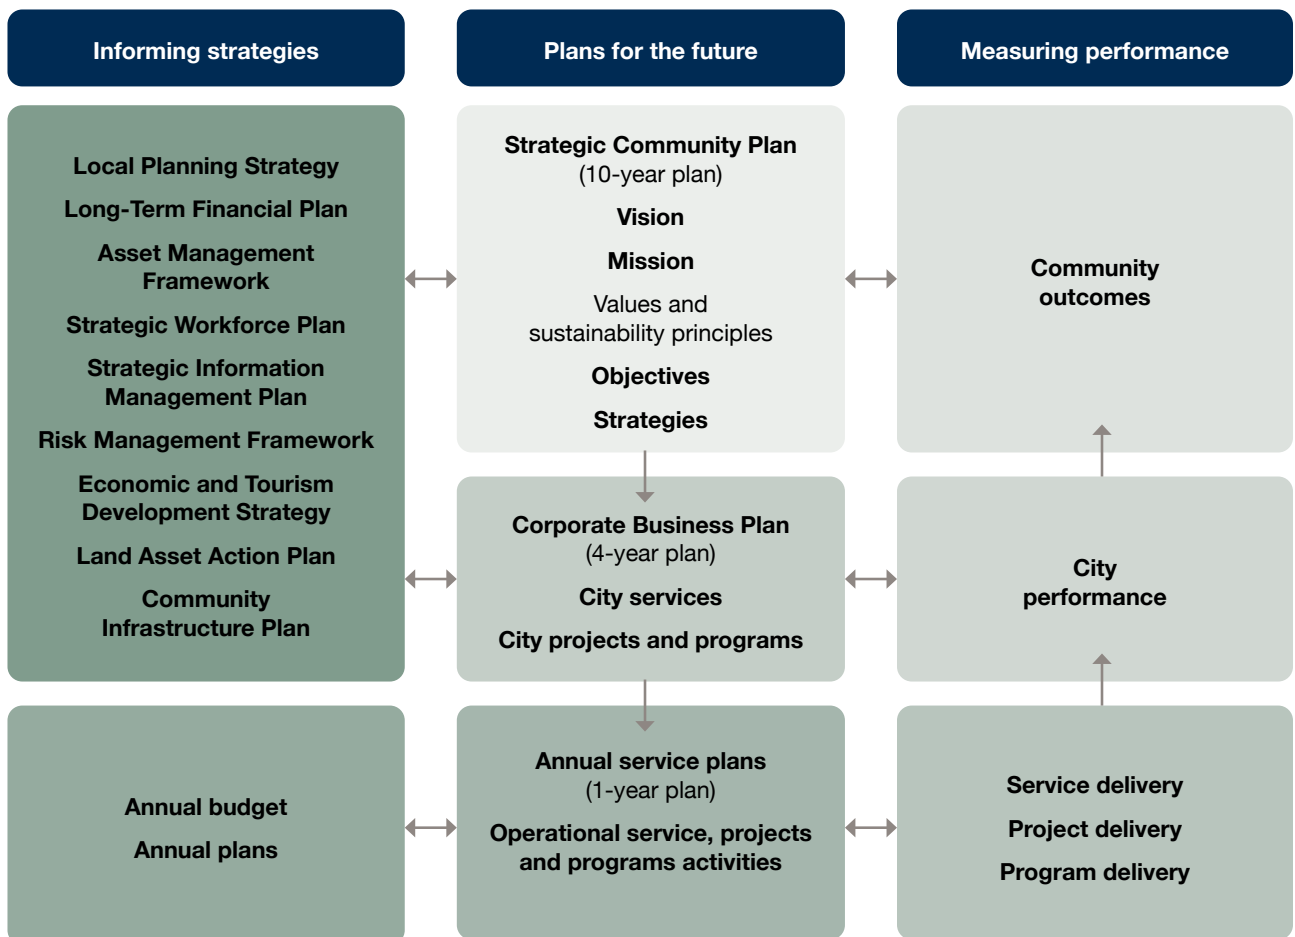 Informing strategies
Plans for the future
Measuring performance
Local Planning Strategy
Long-Term Financial Plan
Asset Management
Framework
Strategic Workforce Plan
Strategic Information
Management Plan
Risk Management Framework
Economic and Tourism
Development Strategy
Land Asset Action Plan
Community
Infrastructure Plan
Strategic Community Plan
(10-year plan)
Vision
Mission
Values and
sustainability principles
Objectives
Strategies
Community
outcomes
Corporate Business Plan
(4-year plan)
City services
City projects and programs
City
performance
Annual budget
Annual plans
Annual service plans
(1-year plan)
Operational service, projects
and programs activities
Service delivery
Project delivery
Program delivery